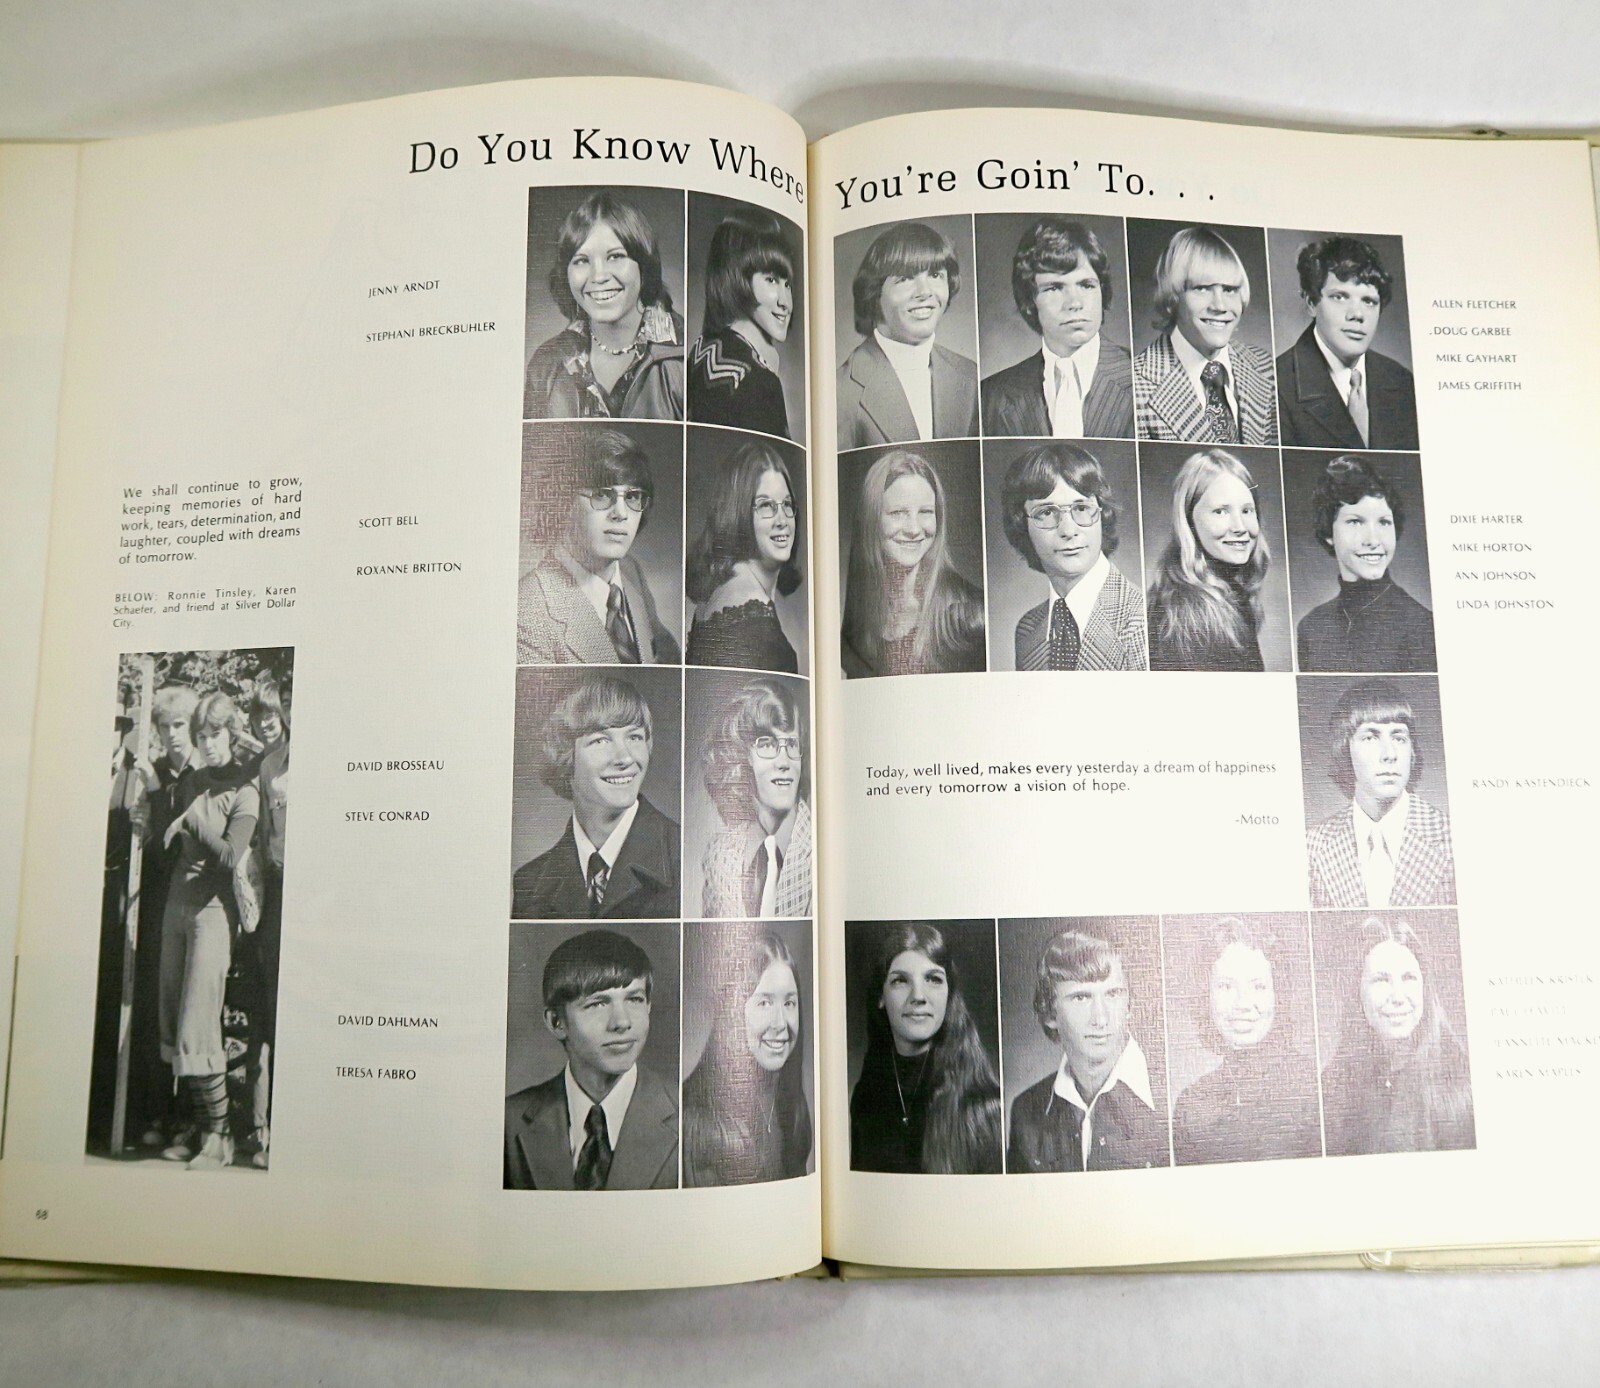 Do You Know Where You're Goin' To. . .
JENNY ARNDT
STEPHANI BRECKBUHLER
We shall continue to grow,
keeping memories of hard
work, tears, determination, and
laughter, coupled with dreams
of tomorrow.
BELOW: Ronnie Tinsley, Karen
Schaefer, and friend at Silver Dollar
City.
SCOTT BELL
ROXANNE BRITTON
DAVID BROSSEAU
STEVE CONRAD
DAVID DAHLMAN
TERESA FABRO
68
ALLEN FLETCHER
DOUG GARBEE
MIKE GAYHART
JAMES GRIFFITH
DIXIE HARTER
MIKE HORTON
ANN JOHNSON
LINDA JOHNSTON
Today, well lived, makes every yesterday a dream of happiness
and every tomorrow a vision of hope.
-Motto
RANDY KASTENDIECK
KATHLEEN
JEANNETTE
KAREN MAPLES